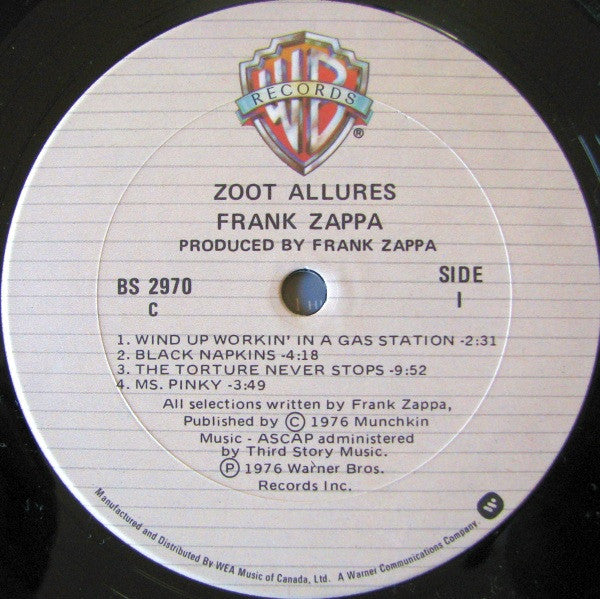 WB
RECORDS
®
ZOOT ALLURES
FRANK ZAPPA
PRODUCED BY FRANK ZAPPA
BS 2970
C
SIDE
I
1. WIND UP WORKIN' IN A GAS STATION -2:31
2. BLACK NAPKINS -4:18
3. THE TORTURE NEVER STOPS -9:52
4. MS. PINKY -3:49
All selections written by Frank Zappa,
Published by Ⓒ 1976 Munchkin
Music - ASCAP administered
by Third Story Music.
Ⓟ 1976 Warner Bros.
Records Inc.
Manufactured and Distributed By WEA Music of Canada, Ltd. A Warner Communications Company